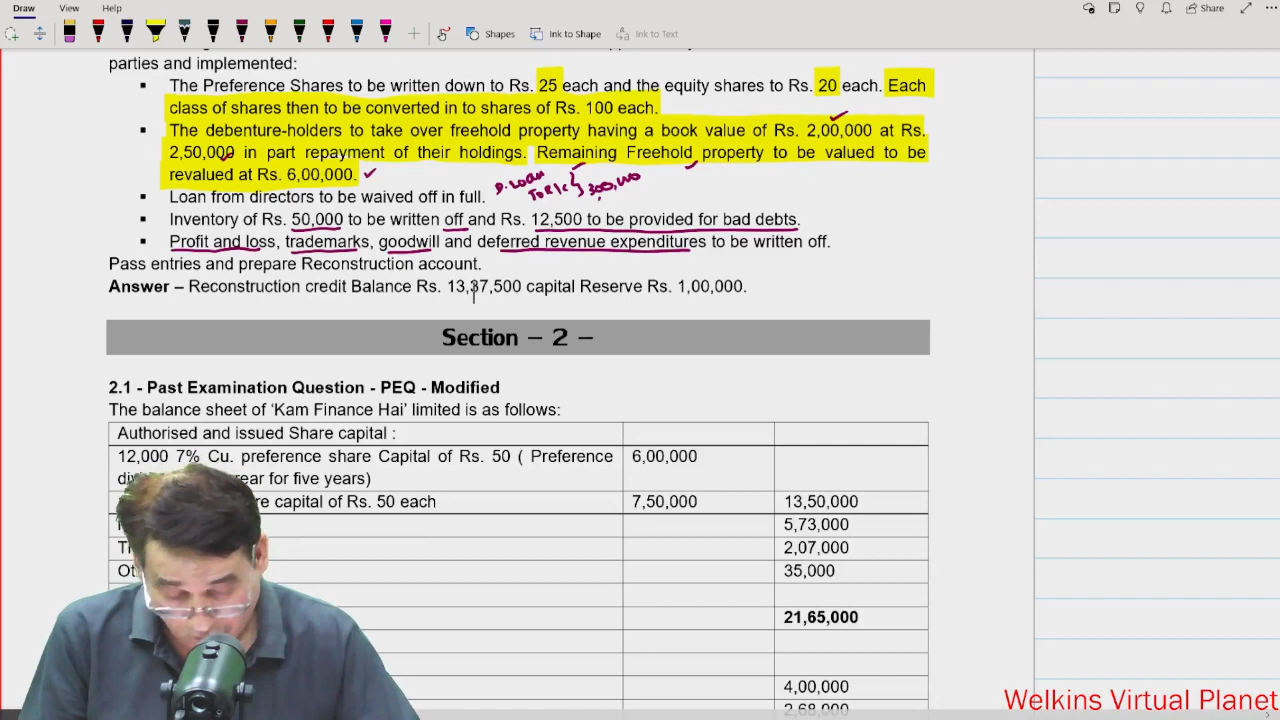 Draw View Help
Share
Shapes Ink to Shape Ink to Text
parties and implemented:
▪ The Preference Shares to be written down to Rs. 25 each and the equity shares to Rs. 20 each. Each
class of shares then to be converted in to shares of Rs. 100 each.
▪ The debenture-holders to take over freehold property having a book value of Rs. 2,00,000 at Rs.
2,50,000 in part repayment of their holdings. Remaining Freehold property to be valued to be
revalued at Rs. 6,00,000.
D. Loan
To R/c
300,000
▪ Loan from directors to be waived off in full.
▪ Inventory of Rs. 50,000 to be written off and Rs. 12,500 to be provided for bad debts.
▪ Profit and loss, trademarks, goodwill and deferred revenue expenditures to be written off.
Pass entries and prepare Reconstruction account.
Answer – Reconstruction credit Balance Rs. 13,37,500 capital Reserve Rs. 1,00,000.
Section – 2 –
2.1 - Past Examination Question - PEQ - Modified
The balance sheet of ‘Kam Finance Hai’ limited is as follows:
Authorised and issued Share capital :
12,000 7% Cu. preference share Capital of Rs. 50 ( Preference 6,00,000
for five years)
capital of Rs. 50 each 7,50,000 13,50,000
5,73,000
2,07,000
35,000
21,65,000
4,00,000
2,68,000
Welkins Virtual Planet